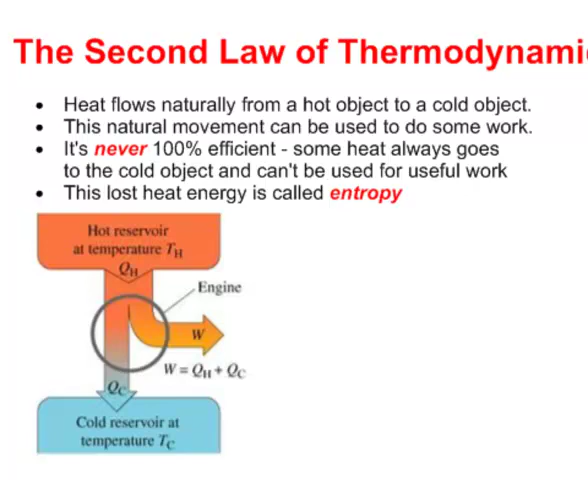 The Second Law of Thermodynami
• Heat flows naturally from a hot object to a cold object.
• This natural movement can be used to do some work.
• It's never 100% efficient - some heat always goes
to the cold object and can't be used for useful work
• This lost heat energy is called entropy
Hot reservoir
at temperature TH
QH
Engine
W
W = QH + QC
QC
Cold reservoir at
temperature TC